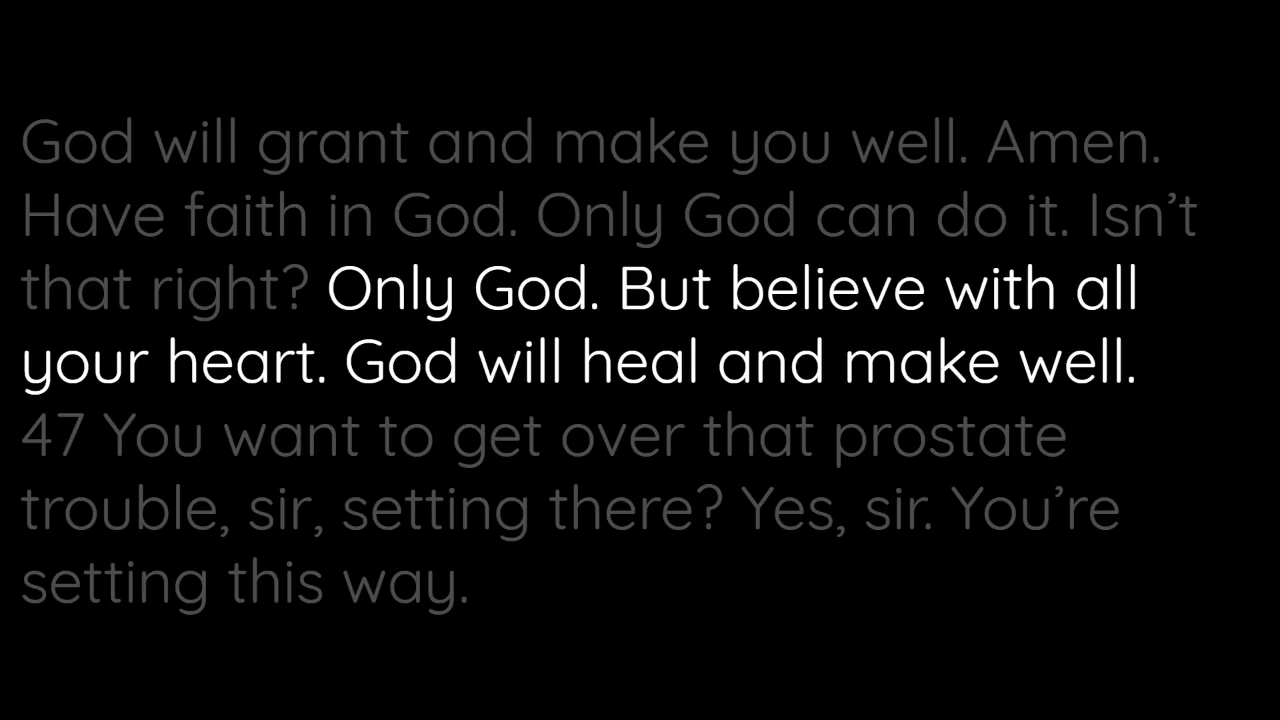 God will grant and make you well. Amen.
Have faith in God. Only God can do it. Isn’t
that right? Only God. But believe with all
your heart. God will heal and make well.
47 You want to get over that prostate
trouble, sir, setting there? Yes, sir. You’re
setting this way.